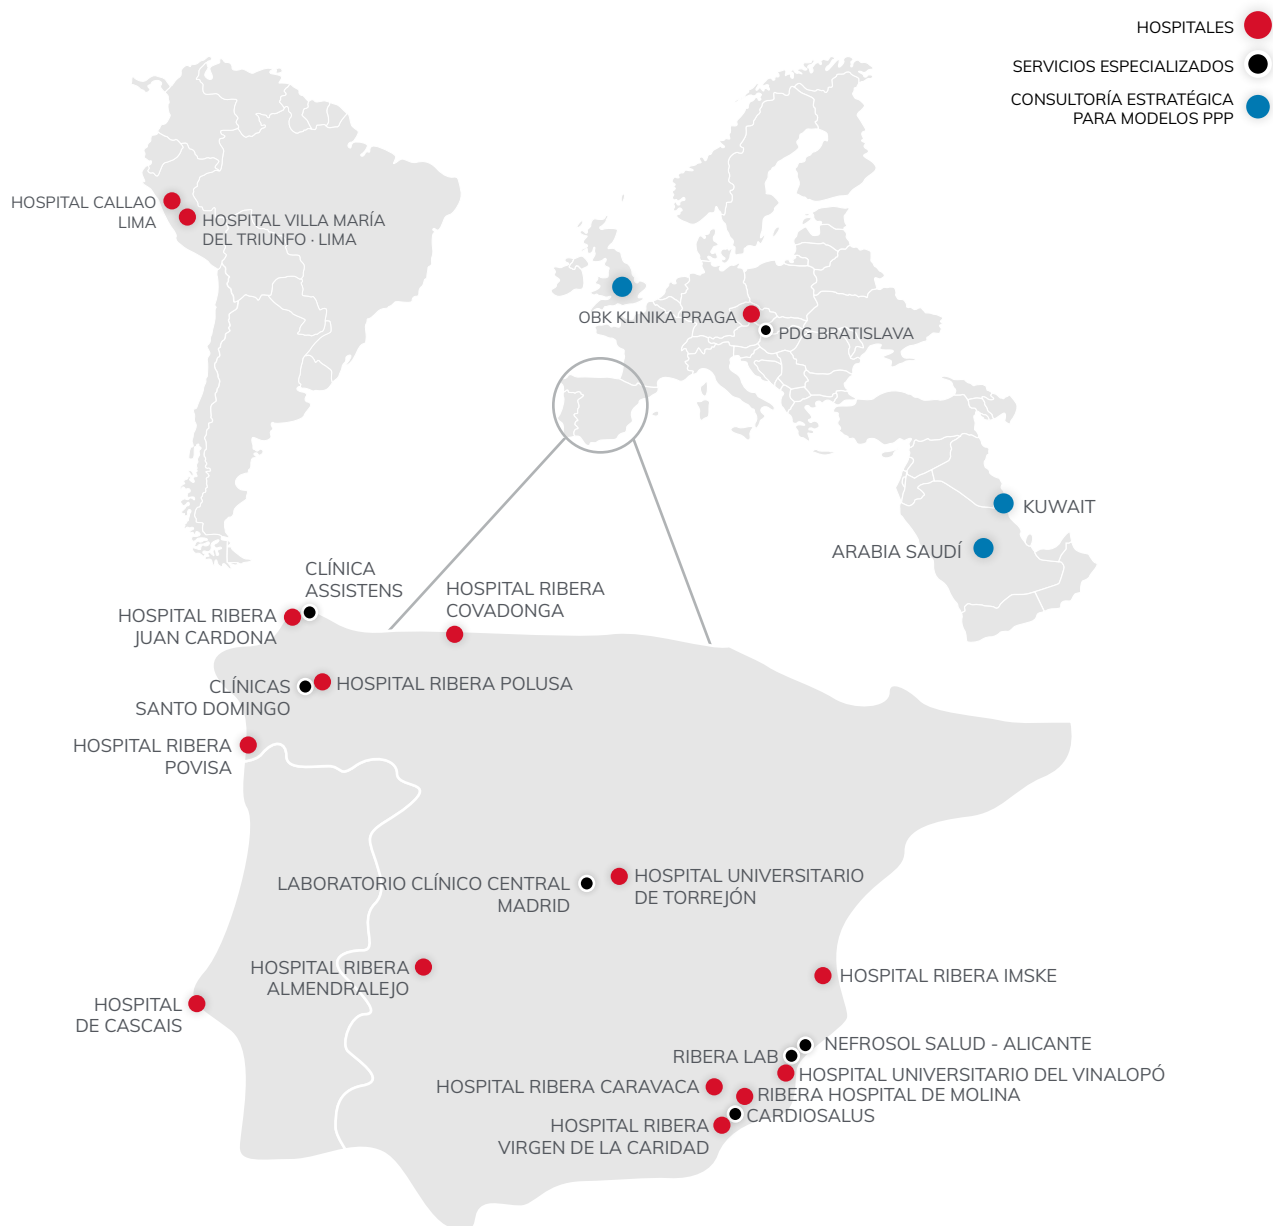 HOSPITALES
SERVICIOS ESPECIALIZADOS
CONSULTORÍA ESTRATÉGICA
PARA MODELOS PPP
HOSPITAL CALLAO
LIMA
HOSPITAL VILLA MARÍA
DEL TRIUNFO · LIMA
OBK KLINIKA PRAGA
PDG BRATISLAVA
KUWAIT
ARABIA SAUDÍ
CLÍNICA
ASSISTENS
HOSPITAL RIBERA
COVADONGA
HOSPITAL RIBERA
JUAN CARDONA
CLÍNICAS
SANTO DOMINGO
HOSPITAL RIBERA POLUSA
HOSPITAL RIBERA
POVISA
LABORATORIO CLÍNICO CENTRAL
MADRID
HOSPITAL UNIVERSITARIO
DE TORREJÓN
HOSPITAL RIBERA
ALMENDRALEJO
HOSPITAL RIBERA IMSKE
HOSPITAL
DE CASCAIS
NEFROSOL SALUD - ALICANTE
RIBERA LAB
HOSPITAL UNIVERSITARIO DEL VINALOPÓ
HOSPITAL RIBERA CARAVACA
RIBERA HOSPITAL DE MOLINA
CARDIOSALUS
HOSPITAL RIBERA
VIRGEN DE LA CARIDAD